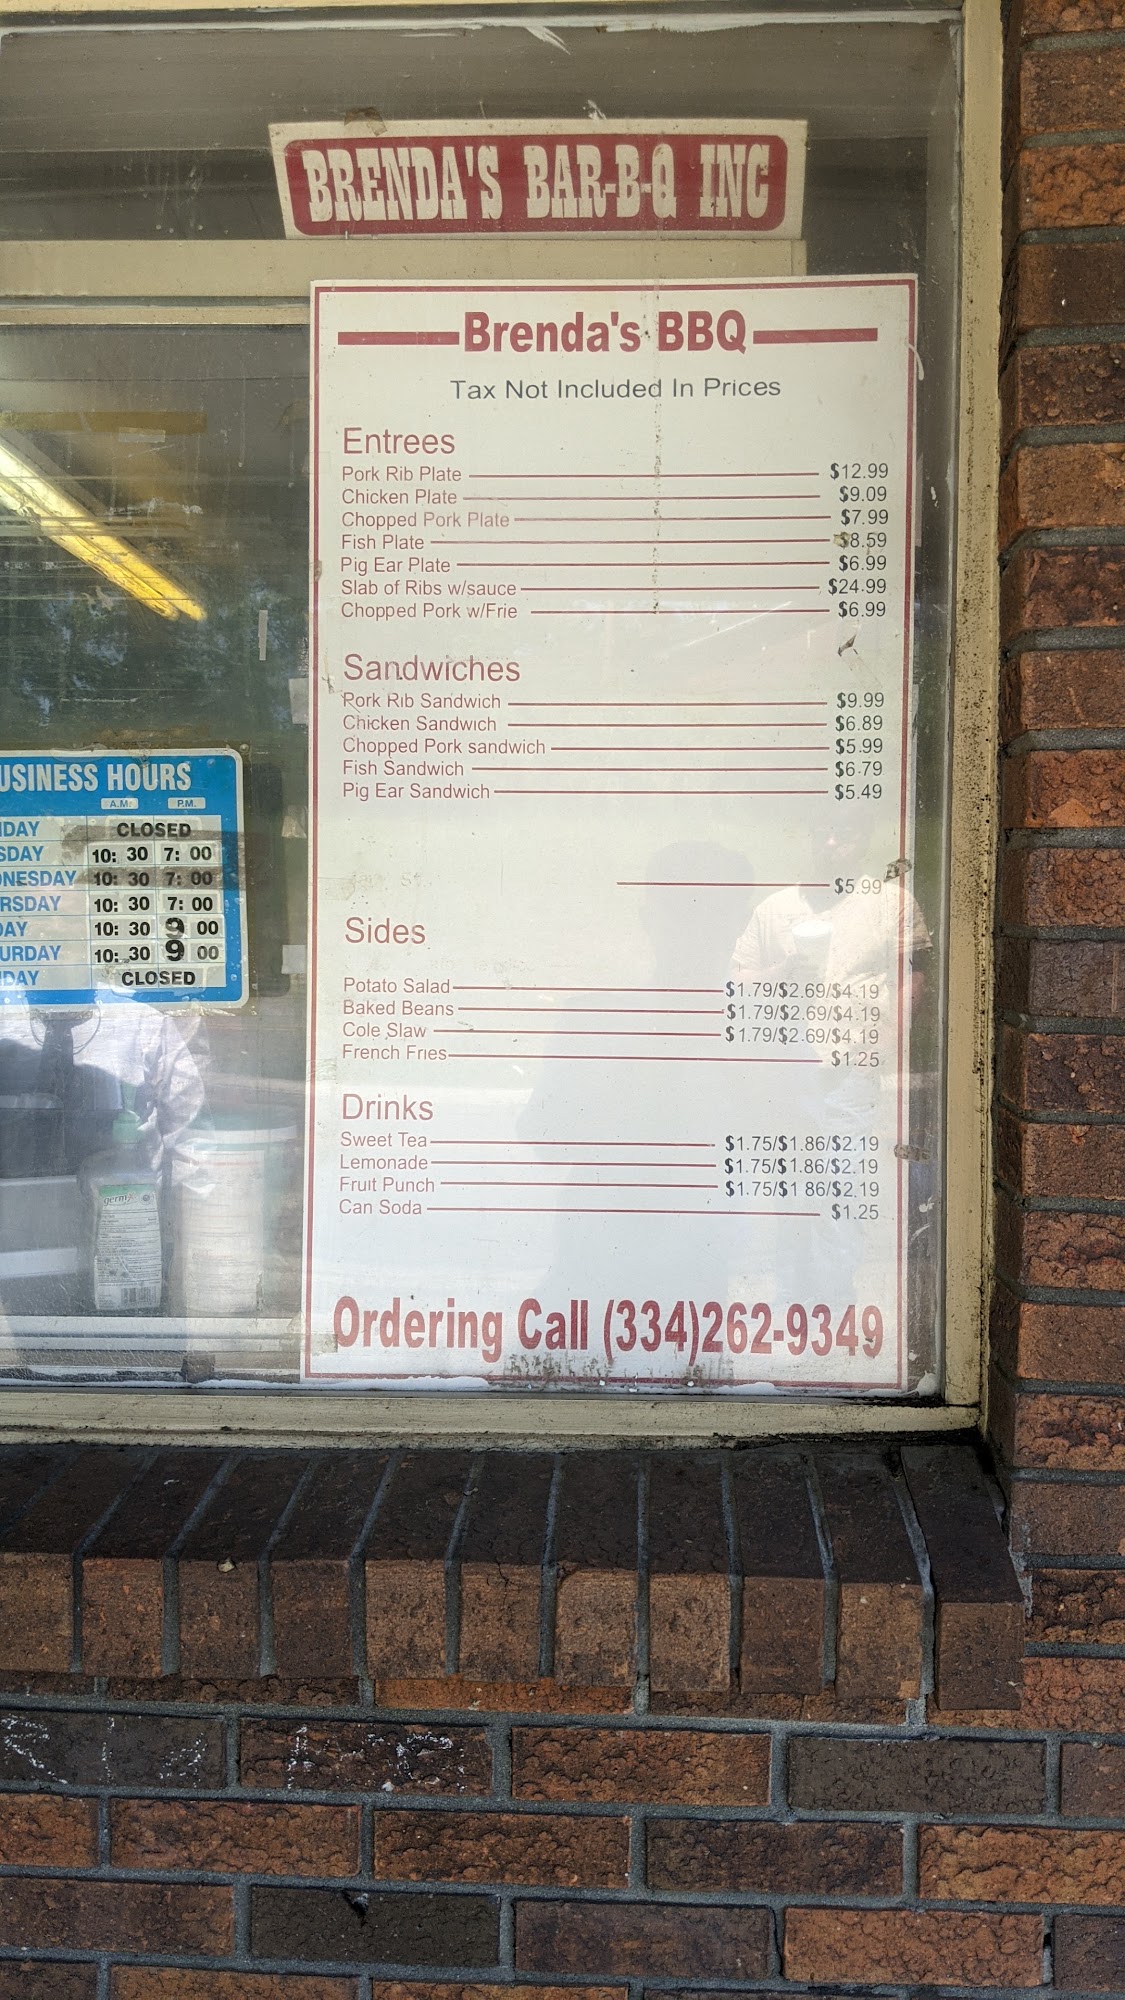 BRENDA'S BAR-B-Q INC
Brenda's BBQ
Tax Not Included In Prices
Entrees
Pork Rib Plate $12.99
Chicken Plate $9.09
Chopped Pork Plate $7.99
Fish Plate $8.59
Pig Ear Plate $6.99
Slab of Ribs w/sauce $24.99
Chopped Pork w/Frie $6.99
Sandwiches
Pork Rib Sandwich $9.99
Chicken Sandwich $6.89
Chopped Pork sandwich $5.99
Fish Sandwich $6.79
Pig Ear Sandwich $5.49
$5.99
Sides
Potato Salad $1.79/$2.69/$4.19
Baked Beans $1.79/$2.69/$4.19
Cole Slaw $1.79/$2.69/$4.19
French Fries $1.25
Drinks
Sweet Tea $1.75/$1.86/$2.19
Lemonade $1.75/$1.86/$2.19
Fruit Punch $1.75/$1 86/$2.19
Can Soda $1.25
Ordering Call (334)262-9349
USINESS HOURS
A.M. P.M.
DAY CLOSED
SDAY 10: 30 7: 00
NESDAY 10: 30 7: 00
RSDAY 10: 30 7: 00
AY 10: 30 9 00
URDAY 10: 30 9 00
DAY CLOSED
germ-x